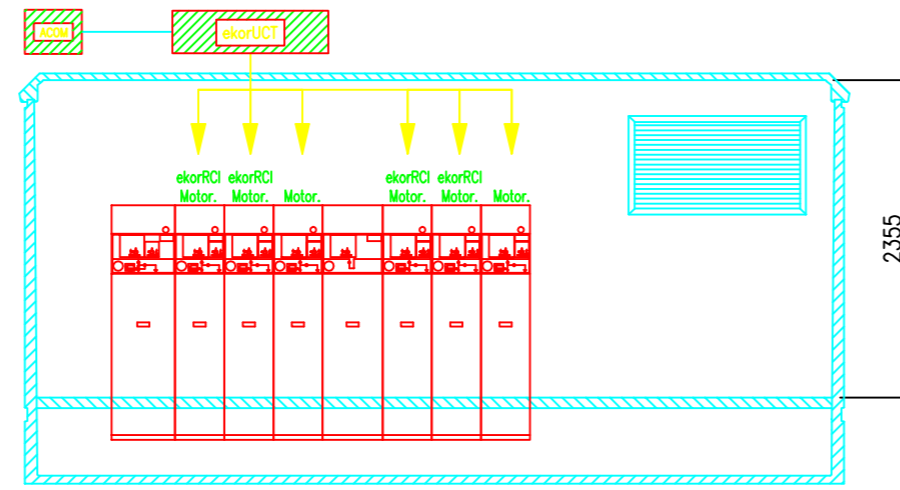 ACOM
ekorUCT
ekorRCI ekorRCI ekorRCI ekorRCI
Motor. Motor. Motor. Motor. Motor. Motor.
2355